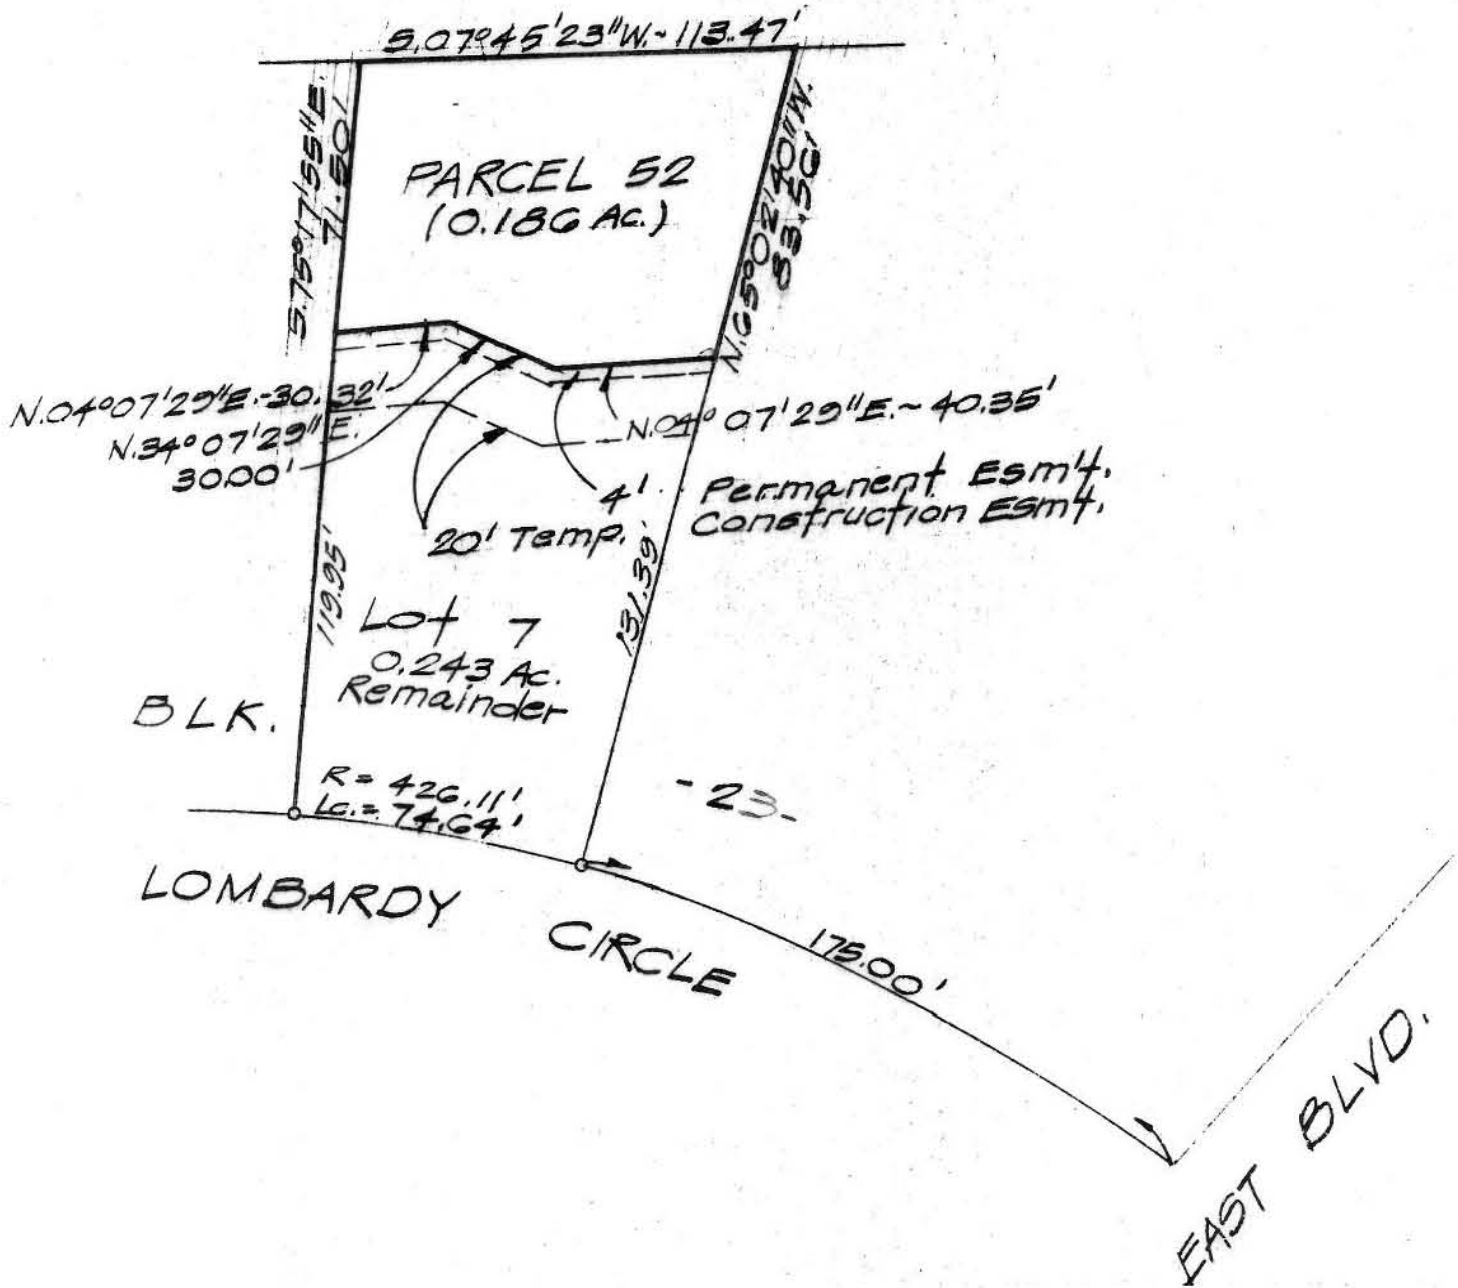 S.07°45'23"W.~113.47'
S.75°17'55"E.
71.50'
PARCEL 52
(0.186 Ac.)
N.65°02'40"W.
83.56'
N.04°07'29"E.-30.32'
N.34°07'29"E.
30.00'
N.04°07'29"E.~40.35'
4' Permanent Esm't.
20' Temp. Construction Esmt.
119.95'
131.39'
Lot 7
0.243 Ac.
Remainder
BLK. -23-
R = 426.11'
Lc.= 74.64'
LOMBARDY CIRCLE
175.00'
EAST BLVD.